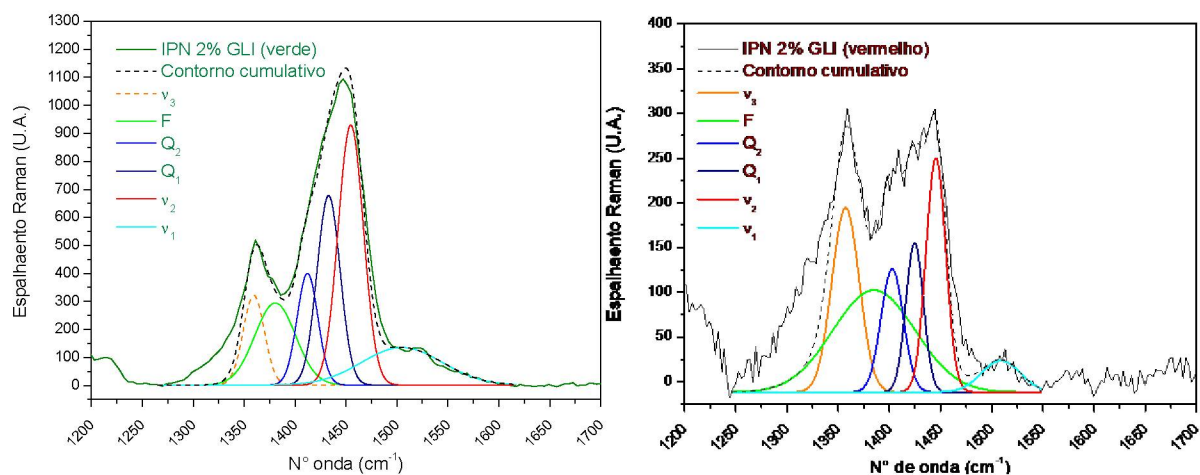 1300
1200
1100
1000
900
800
700
600
500
400
300
200
100
0
Espalhaento Raman (U.A.)
IPN 2% GLI (verde)
Contorno cumulativo
ν₃
F
Q₂
Q₁
ν₂
ν₁
1200
1250
1300
1350
1400
1450
1500
1550
1600
1650
1700
N° onda (cm⁻¹)
400
350
300
250
200
150
100
50
0
Espalhaento Raman (U.A.)
IPN 2% GLI (vermelho)
Contorno cumulativo
ν₃
F
Q₂
Q₁
ν₂
ν₁
1200
1250
1300
1350
1400
1450
1500
1550
1600
1650
1700
N° de onda (cm⁻¹)